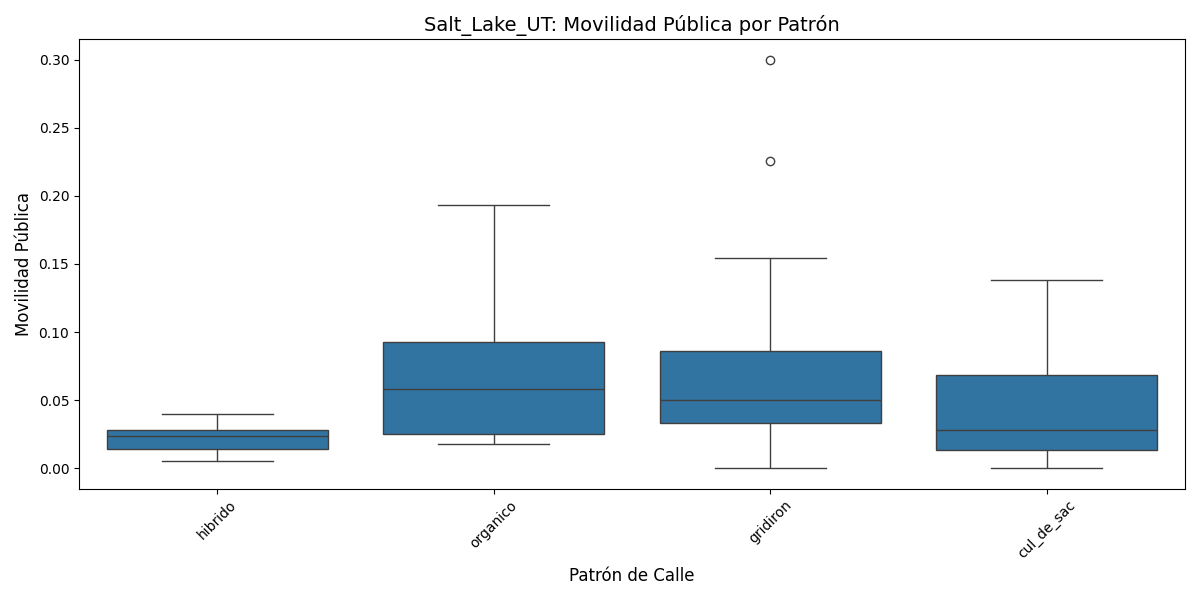 Salt_Lake_UT: Movilidad Pública por Patrón
Movilidad Pública
0.30
0.25
0.20
0.15
0.10
0.05
0.00
hibrido
organico
gridiron
cul_de_sac
Patrón de Calle